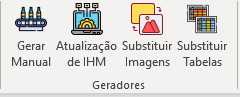 Gerar Atualização Substituir Substituir
Manual de IHM Imagens Tabelas
Geradores